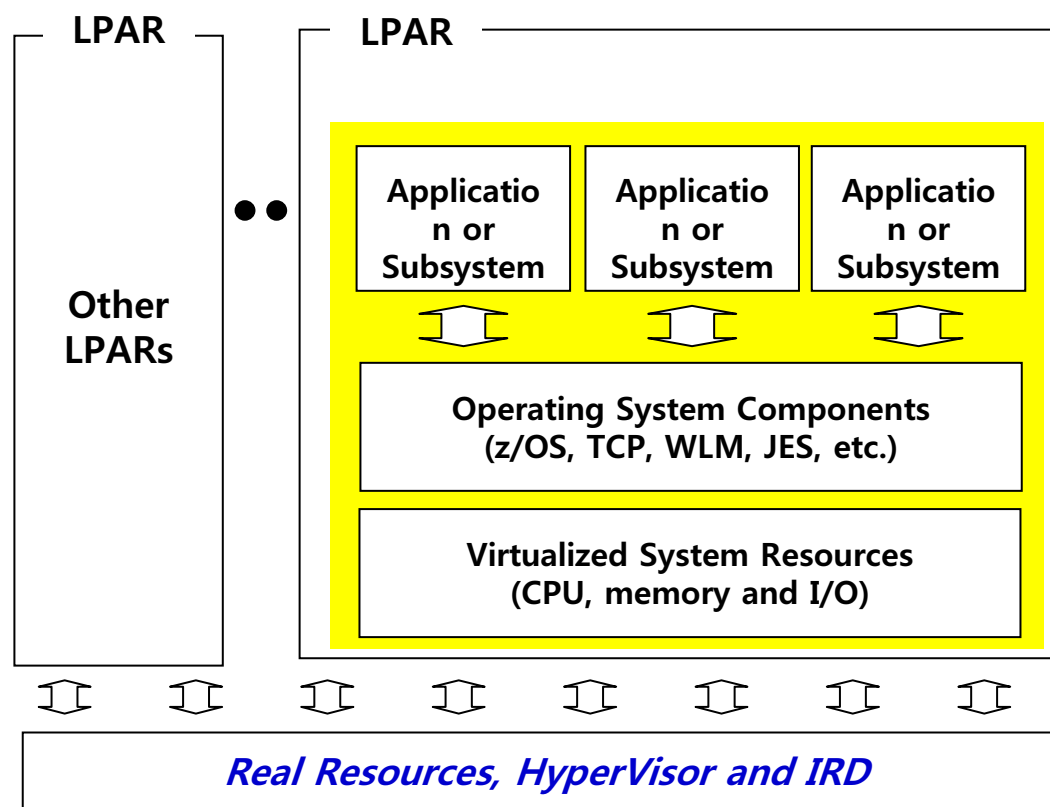 LPAR
LPAR
Other
LPARs
Applicatio
n or
Subsystem
Applicatio
n or
Subsystem
Applicatio
n or
Subsystem
Operating System Components
(z/OS, TCP, WLM, JES, etc.)
Virtualized System Resources
(CPU, memory and I/O)
Real Resources, HyperVisor and IRD